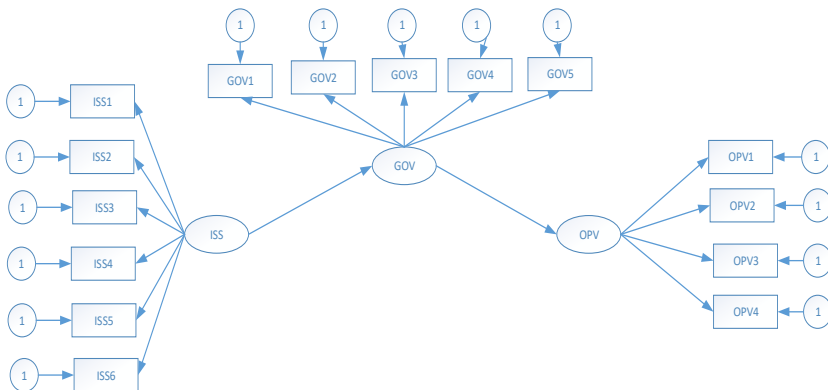 1 1 1 1 1
GOV1 GOV2 GOV3 GOV4 GOV5
1 ISS1
1 ISS2
1 ISS3
1 ISS4
1 ISS5
1 ISS6
ISS
GOV
OPV
OPV1 1
OPV2 1
OPV3 1
OPV4 1